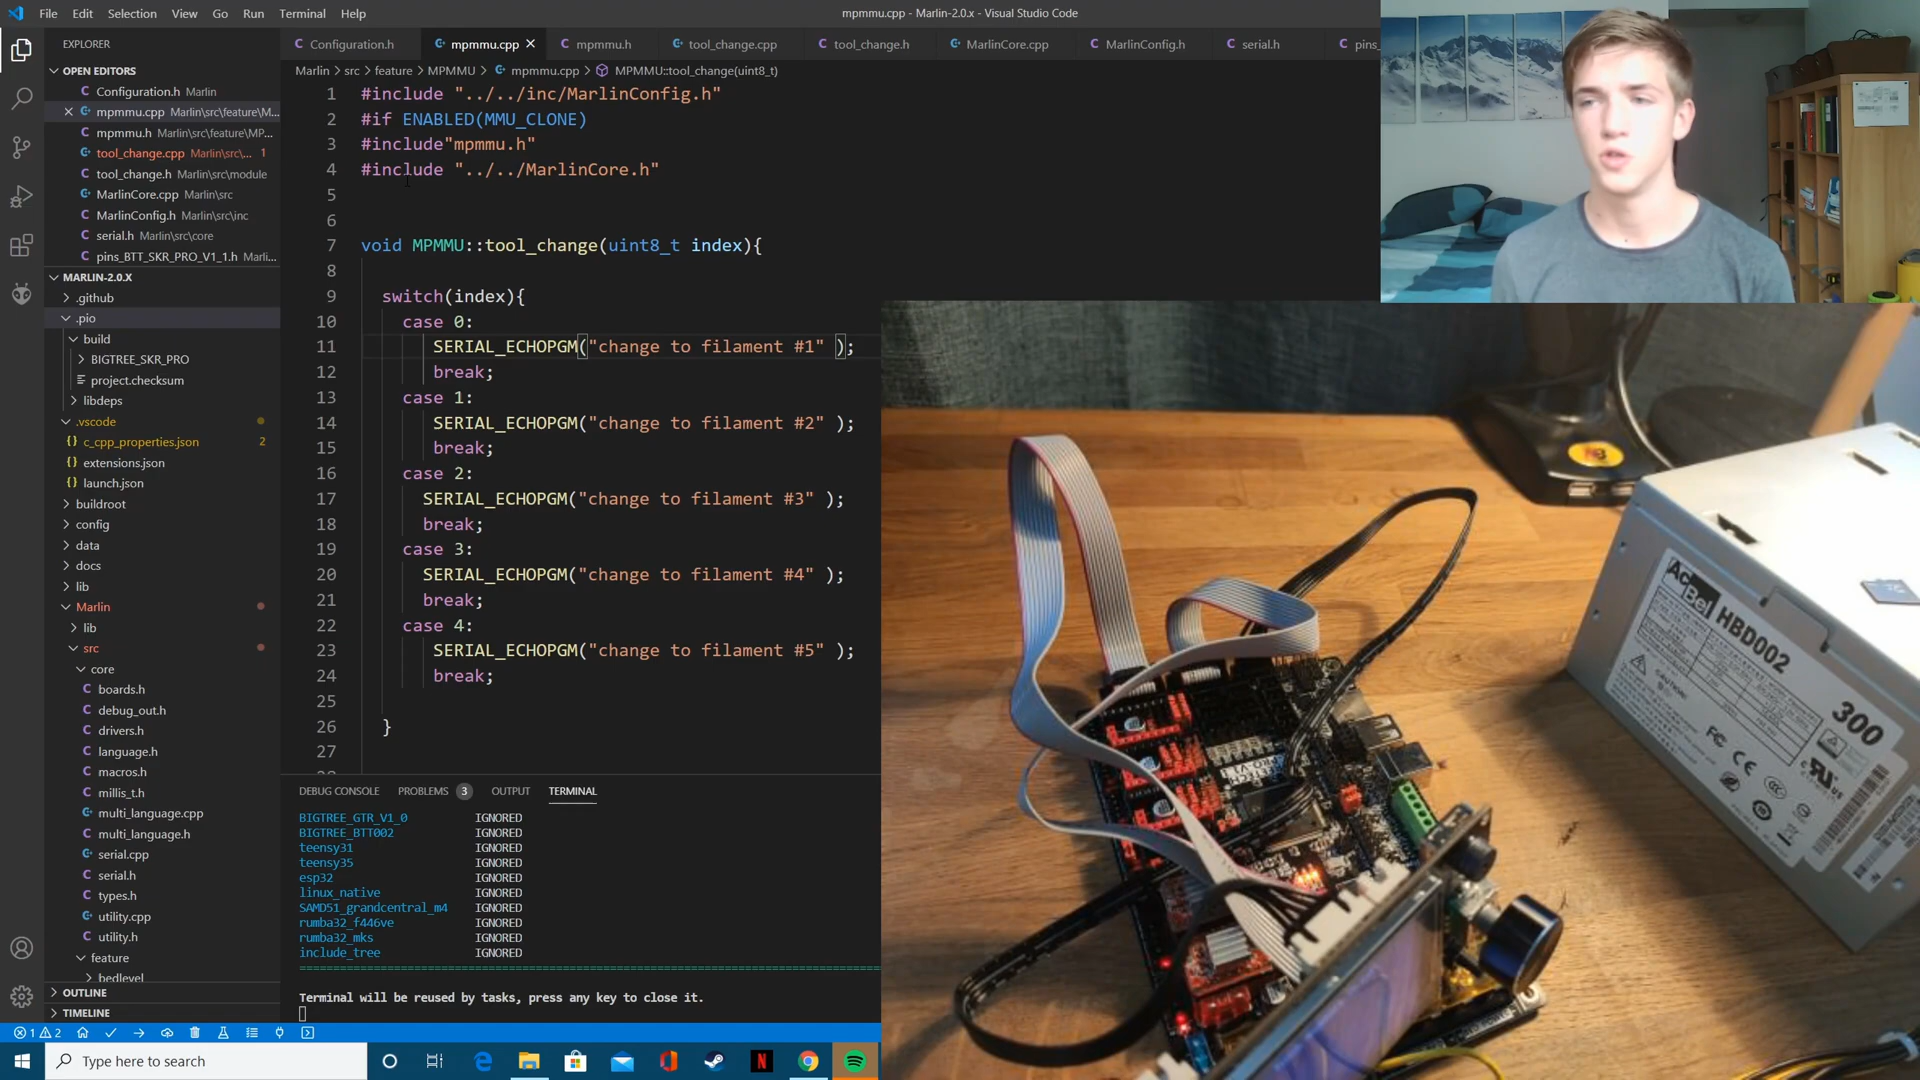 File Edit Selection View Go Run Terminal Help
mpmmu.cpp - Marlin-2.0.x - Visual Studio Code
EXPLORER
OPEN EDITORS
Configuration.h Marlin
mpmmu.cpp Marlin\src\feature\M...
mpmmu.h Marlin\src\feature\MP...
tool_change.cpp Marlin\src\... 1
tool_change.h Marlin\src\module
MarlinCore.cpp Marlin\src
MarlinConfig.h Marlin\src\inc
serial.h Marlin\src\core
pins_BTT_SKR_PRO_V1_1.h Marli...
MARLIN-2.0.X
.github
.pio
build
BIGTREE_SKR_PRO
project.checksum
libdeps
.vscode
c_cpp_properties.json 2
extensions.json
launch.json
buildroot
config
data
docs
lib
Marlin
lib
src
core
boards.h
debug_out.h
drivers.h
language.h
macros.h
millis_t.h
multi_language.cpp
multi_language.h
serial.cpp
serial.h
types.h
utility.cpp
utility.h
feature
bedlevel
OUTLINE
TIMELINE
Configuration.h mpmmu.cpp mpmmu.h tool_change.cpp tool_change.h MarlinCore.cpp MarlinConfig.h serial.h pins_
Marlin > src > feature > MPMMU > mpmmu.cpp > MPMMU::tool_change(uint8_t)
1 #include "../../inc/MarlinConfig.h"
2 #if ENABLED(MMU_CLONE)
3 #include"mpmmu.h"
4 #include "../../MarlinCore.h"
5
6
7 void MPMMU::tool_change(uint8_t index){
8
9 switch(index){
10 case 0:
11 SERIAL_ECHOPGM("change to filament #1" );
12 break;
13 case 1:
14 SERIAL_ECHOPGM("change to filament #2" );
15 break;
16 case 2:
17 SERIAL_ECHOPGM("change to filament #3" );
18 break;
19 case 3:
20 SERIAL_ECHOPGM("change to filament #4" );
21 break;
22 case 4:
23 SERIAL_ECHOPGM("change to filament #5" );
24 break;
25
26 }
27
DEBUG CONSOLE PROBLEMS 3 OUTPUT TERMINAL
BIGTREE_GTR_V1_0 IGNORED
BIGTREE_BTT002 IGNORED
teensy31 IGNORED
teensy35 IGNORED
esp32 IGNORED
linux_native IGNORED
SAMD51_grandcentral_m4 IGNORED
rumba32_f446ve IGNORED
rumba32_mks IGNORED
include_tree IGNORED
Terminal will be reused by tasks, press any key to close it.
1 2
Type here to search
AcBel HBD002
300
CAUTION
FC CE